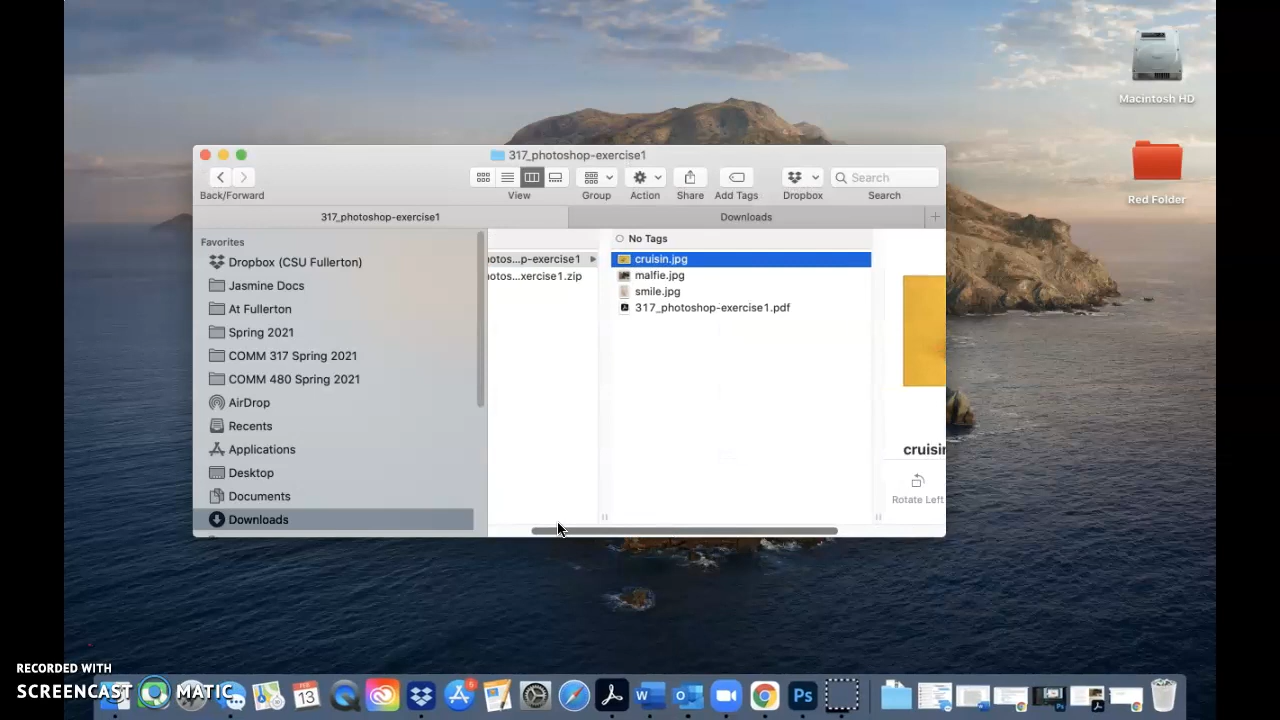 Macintosh HD
Red Folder
317_photoshop-exercise1
Back/Forward
View
Group
Action
Share
Add Tags
Dropbox
Search
Search
317_photoshop-exercise1
Downloads
+
Favorites
Dropbox (CSU Fullerton)
Jasmine Docs
At Fullerton
Spring 2021
COMM 317 Spring 2021
COMM 480 Spring 2021
AirDrop
Recents
Applications
Desktop
Documents
Downloads
otos...p-exercise1
otos...xercise1.zip
No Tags
cruisin.jpg
malfie.jpg
smile.jpg
317_photoshop-exercise1.pdf
cruisin
Rotate Left
RECORDED WITH
SCREENCAST MATIC
13
Ps